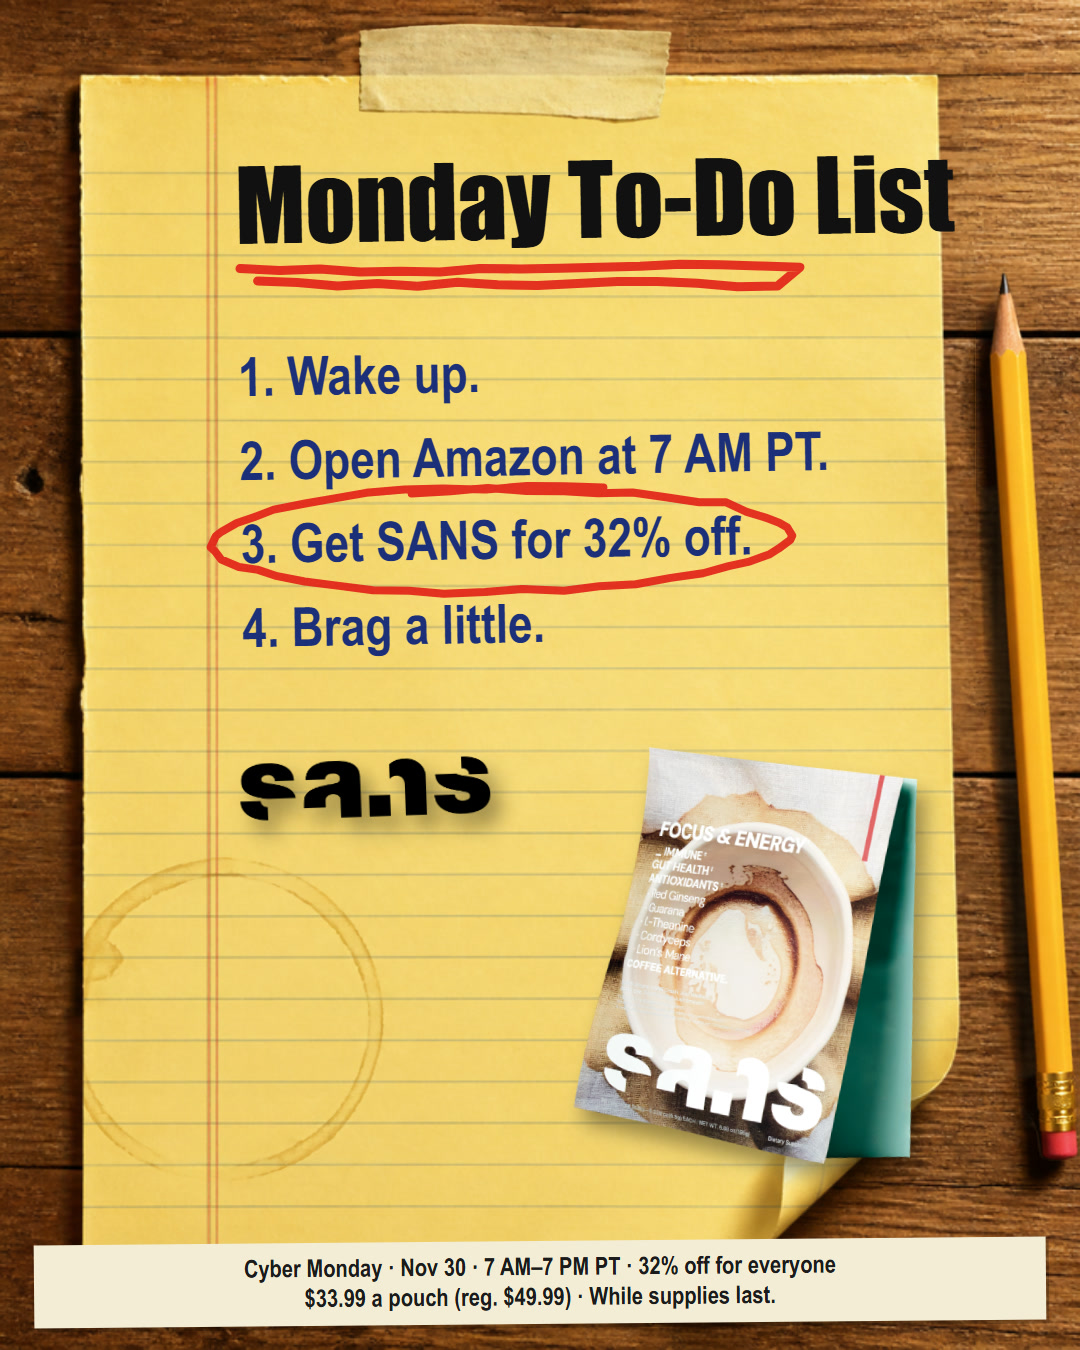 Monday To-Do List
1. Wake up.
2. Open Amazon at 7 AM PT.
3. Get SANS for 32% off.
4. Brag a little.
sans
FOCUS & ENERGY
IMMUNE
GUT HEALTH
ANTIOXIDANTS
Red Ginseng
Guarana
L-Theanine
Cordyceps
Lion's Mane
COFFEE ALTERNATIVE
sans
Cyber Monday · Nov 30 · 7 AM–7 PM PT · 32% off for everyone
$33.99 a pouch (reg. $49.99) · While supplies last.